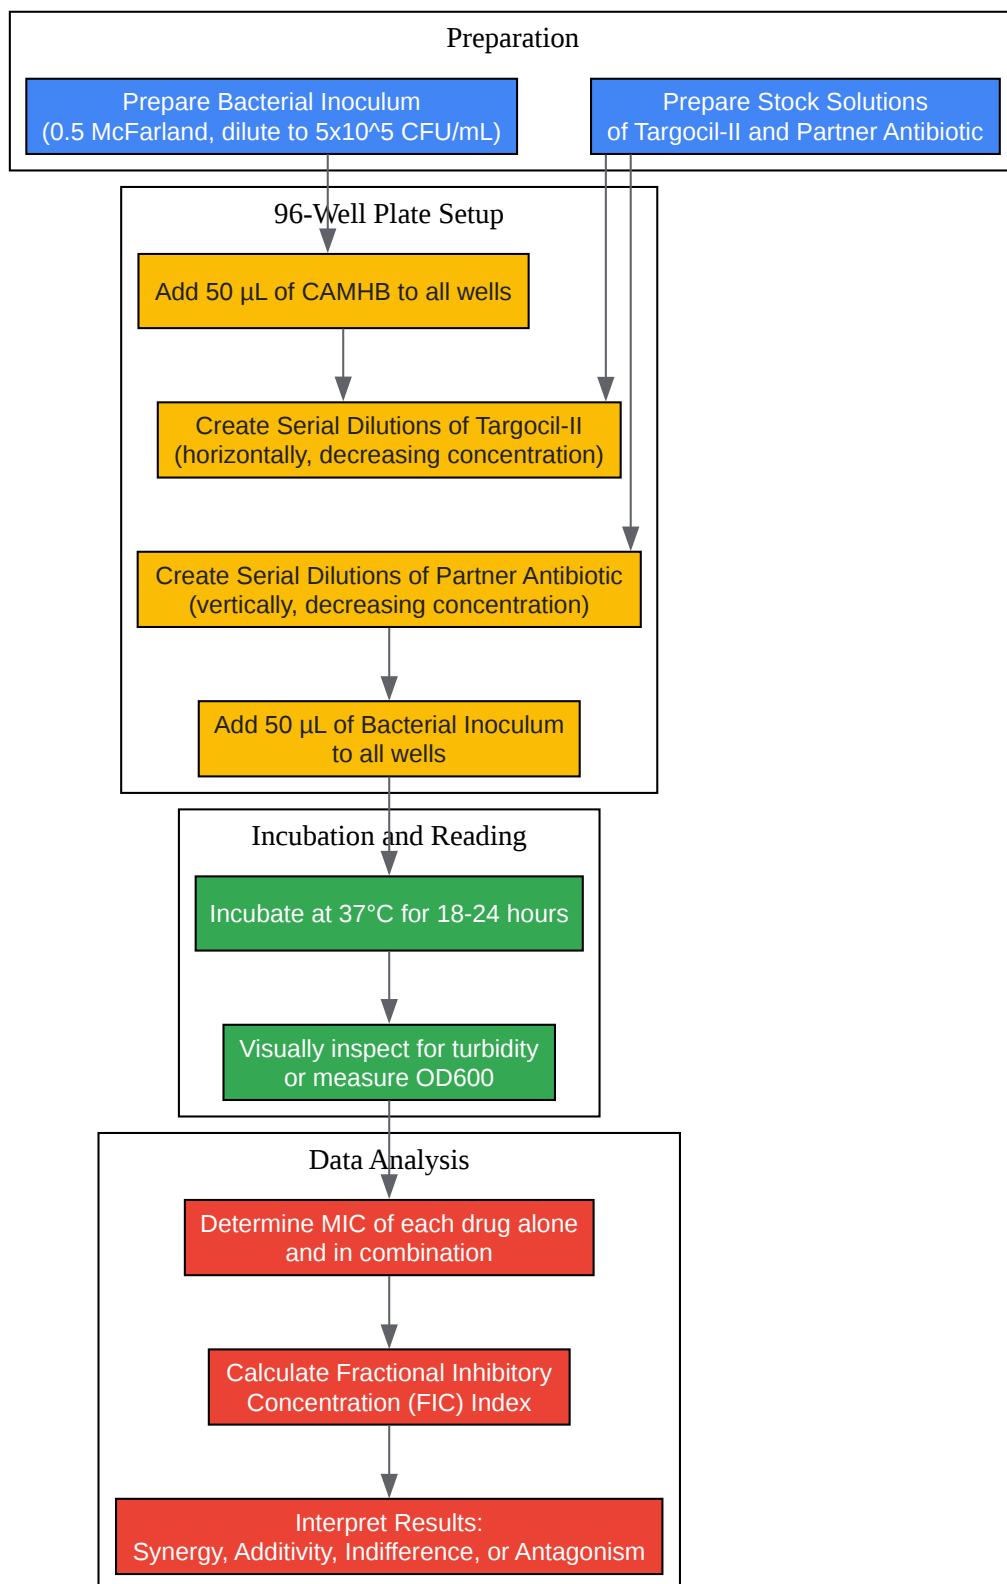 Preparation
Prepare Bacterial Inoculum
(0.5 McFarland, dilute to 5x10^5 CFU/mL)
Prepare Stock Solutions
of Targocil-II and Partner Antibiotic
96-Well Plate Setup
Add 50 µL of CAMHB to all wells
Create Serial Dilutions of Targocil-II
(horizontally, decreasing concentration)
Create Serial Dilutions of Partner Antibiotic
(vertically, decreasing concentration)
Add 50 µL of Bacterial Inoculum
to all wells
Incubation and Reading
Incubate at 37°C for 18-24 hours
Visually inspect for turbidity
or measure OD600
Data Analysis
Determine MIC of each drug alone
and in combination
Calculate Fractional Inhibitory
Concentration (FIC) Index
Interpret Results:
Synergy, Additivity, Indifference, or Antagonism